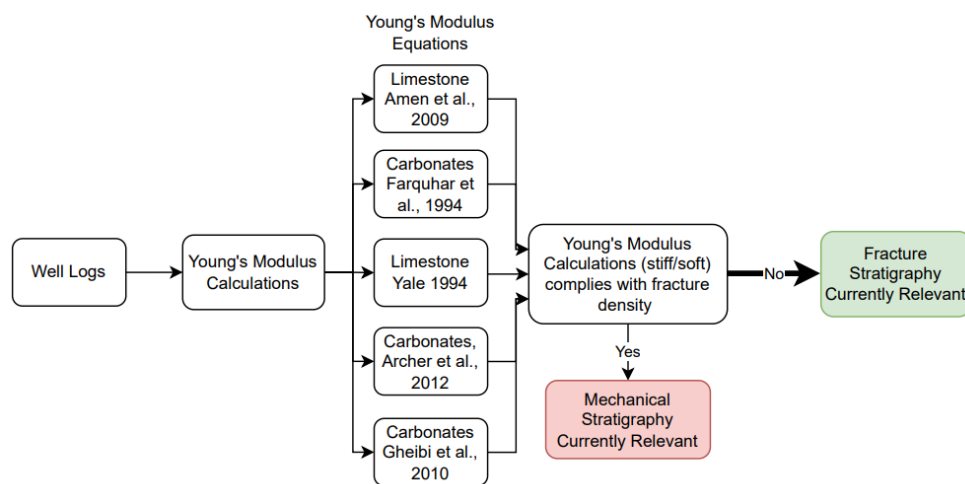 Young's Modulus
Equations
Limestone
Amen et al.,
2009
Carbonates
Farquhar et
al., 1994
Well Logs
Young's Modulus
Calculations
Limestone
Yale 1994
Young's Modulus
Calculations (stiff/soft)
complies with fracture
density
No
Fracture
Stratigraphy
Currently Relevant
Carbonates,
Archer et al.,
2012
Yes
Mechanical
Stratigraphy
Currently Relevant
Carbonates
Gheibi et al.,
2010